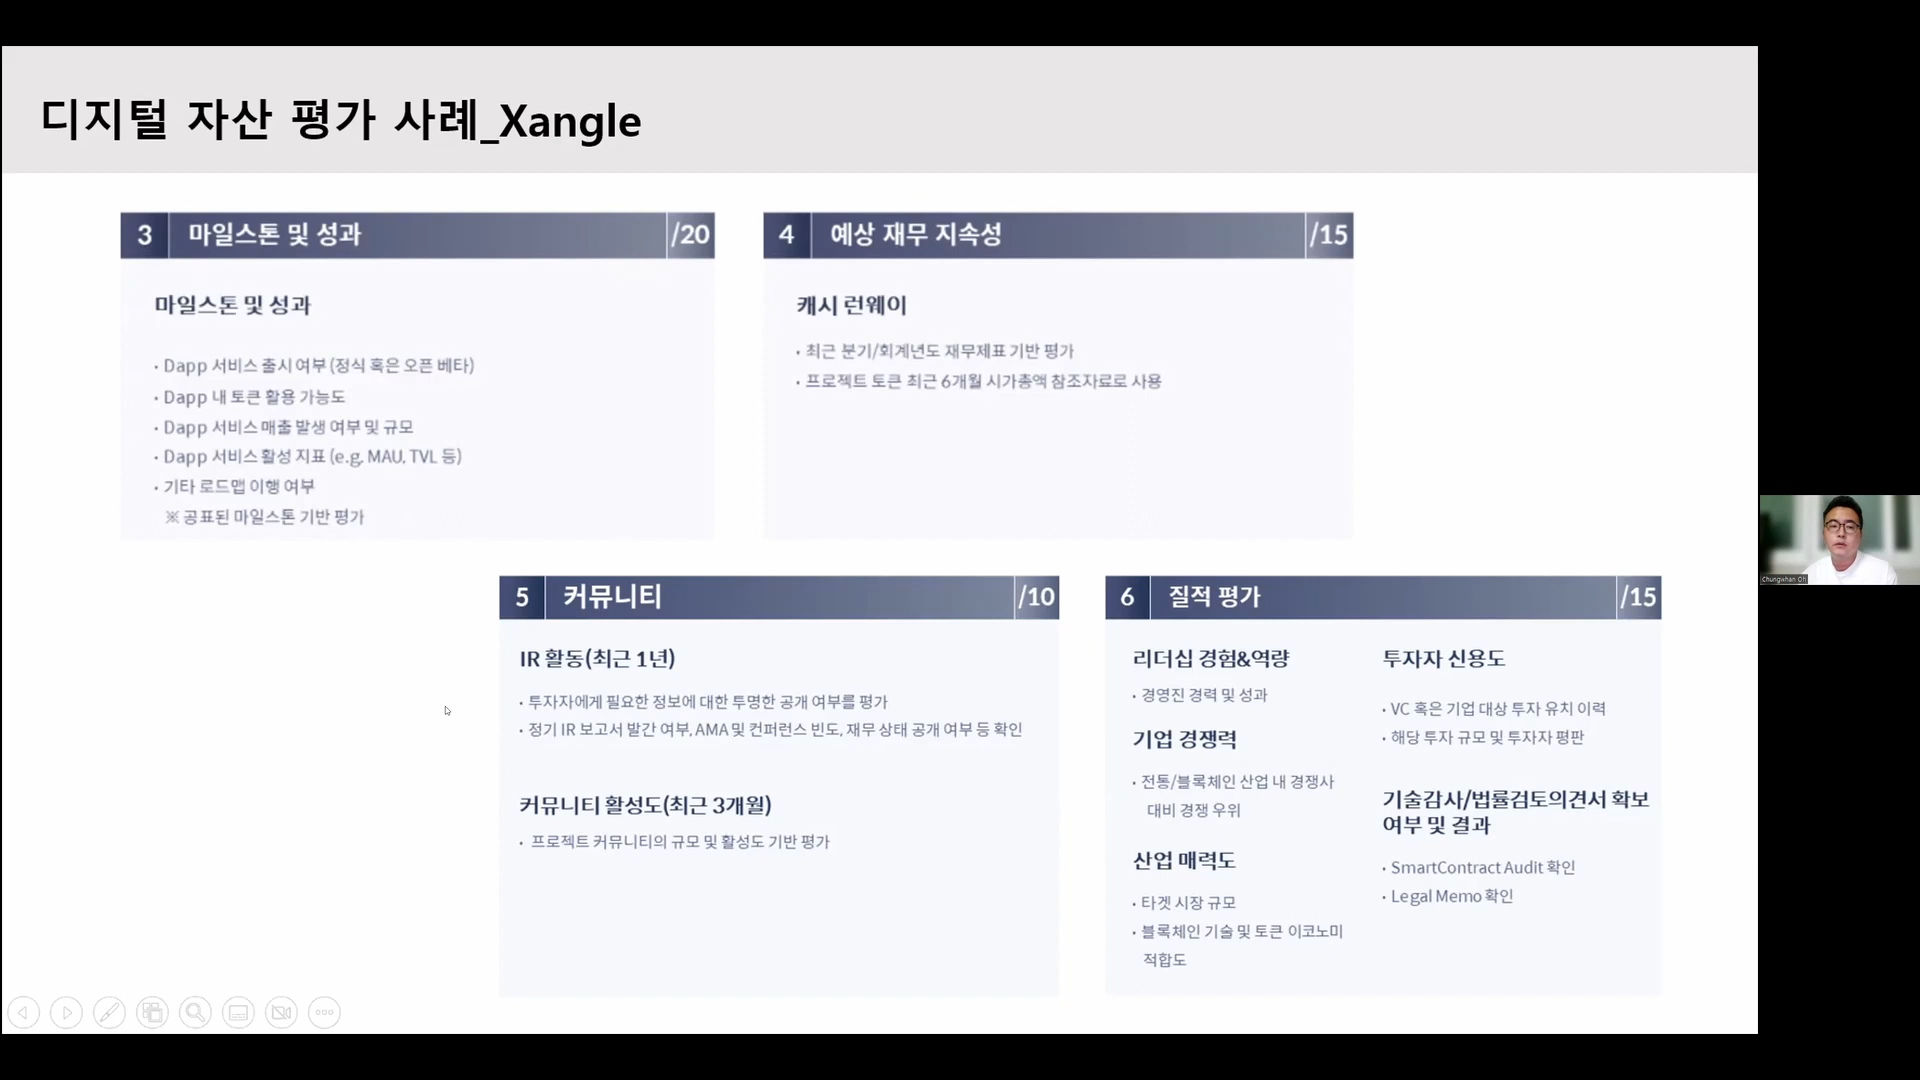 디지털 자산 평가 사례_Xangle
3 마일스톤 및 성과 /20
마일스톤 및 성과
· Dapp 서비스 출시 여부 (정식 혹은 오픈 베타)
· Dapp 내 토큰 활용 가능도
· Dapp 서비스 매출 발생 여부 및 규모
· Dapp 서비스 활성 지표 (e.g. MAU, TVL 등)
· 기타 로드맵 이행 여부
※ 공표된 마일스톤 기반 평가
4 예상 재무 지속성 /15
캐시 런웨이
· 최근 분기/회계년도 재무제표 기반 평가
· 프로젝트 토큰 최근 6개월 시가총액 참조자료로 사용
5 커뮤니티 /10
IR 활동(최근 1년)
· 투자자에게 필요한 정보에 대한 투명한 공개 여부를 평가
· 정기 IR 보고서 발간 여부, AMA 및 컨퍼런스 빈도, 재무 상태 공개 여부 등 확인
커뮤니티 활성도(최근 3개월)
· 프로젝트 커뮤니티의 규모 및 활성도 기반 평가
6 질적 평가 /15
리더십 경험&역량
· 경영진 경력 및 성과
기업 경쟁력
· 전통/블록체인 산업 내 경쟁사
대비 경쟁 우위
산업 매력도
· 타겟 시장 규모
· 블록체인 기술 및 토큰 이코노미
적합도
투자자 신용도
· VC 혹은 기업 대상 투자 유치 이력
· 해당 투자 규모 및 투자자 평판
기술감사/법률검토의견서 확보
여부 및 결과
· SmartContract Audit 확인
· Legal Memo 확인
Chungwhan Oh